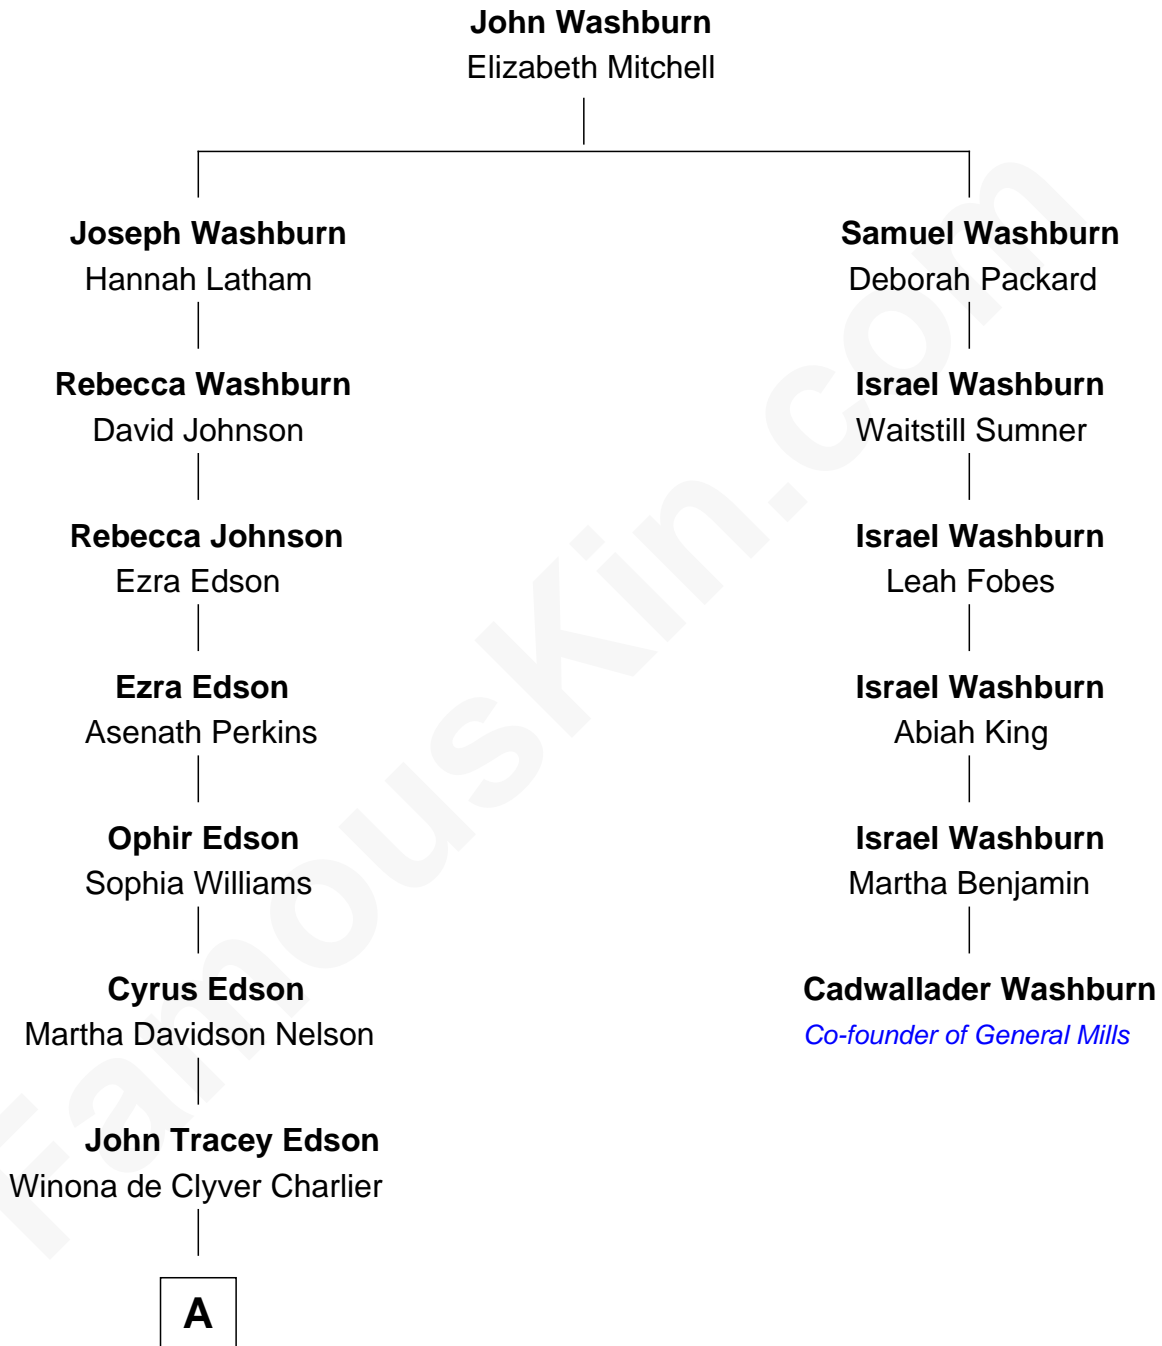 John Washburn
Elizabeth Mitchell
Joseph Washburn
Hannah Latham
Samuel Washburn
Deborah Packard
Rebecca Washburn
David Johnson
Israel Washburn
Waitstill Sumner
Rebecca Johnson
Ezra Edson
Israel Washburn
Leah Fobes
Ezra Edson
Asenath Perkins
Israel Washburn
Abiah King
Ophir Edson
Sophia Williams
Israel Washburn
Martha Benjamin
Cyrus Edson
Martha Davidson Nelson
Cadwallader Washburn
Co-founder of General Mills
John Tracey Edson
Winona de Clyver Charlier
A
FamousKin.com